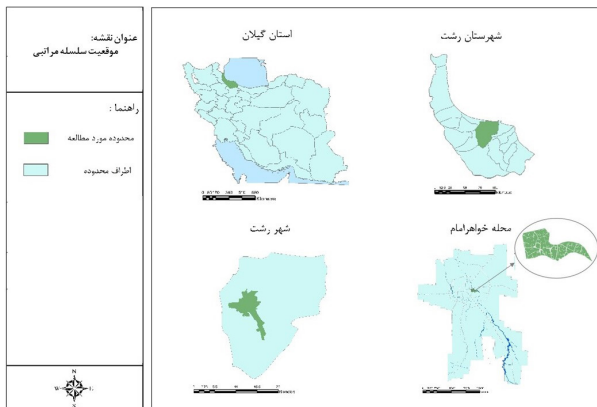 عنوان نقشه:
موقعیت سلسله مراتبی
راهنما :
محدوده مورد مطالعه
اطراف محدوده
استان گیلان
شهرستان رشت
شهر رشت
محله خواهرامام
N
W
S